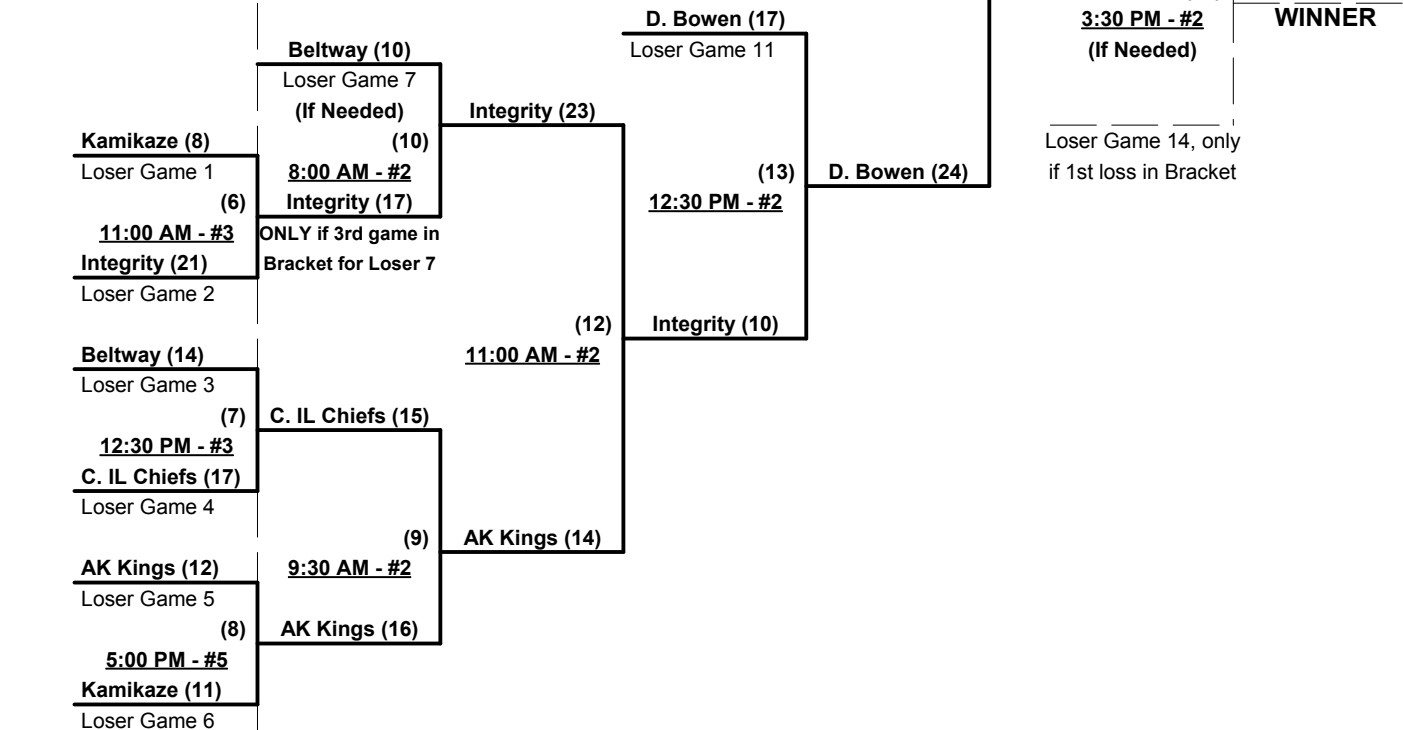 D. Bowen (17)
3:30 PM - #2
WINNER
Beltway (10)
Loser Game 11
(If Needed)
Loser Game 7
(If Needed)
Integrity (23)
Kamikaze (8)
(10)
Loser Game 14, only
Loser Game 1
8:00 AM - #2
(13)
D. Bowen (24)
if 1st loss in Bracket
(6)
Integrity (17)
12:30 PM - #2
11:00 AM - #3
ONLY if 3rd game in
Integrity (21)
Bracket for Loser 7
Loser Game 2
(12)
Integrity (10)
Beltway (14)
11:00 AM - #2
Loser Game 3
(7)
C. IL Chiefs (15)
12:30 PM - #3
C. IL Chiefs (17)
Loser Game 4
(9)
AK Kings (14)
AK Kings (12)
9:30 AM - #2
Loser Game 5
(8)
AK Kings (16)
5:00 PM - #5
Kamikaze (11)
Loser Game 6